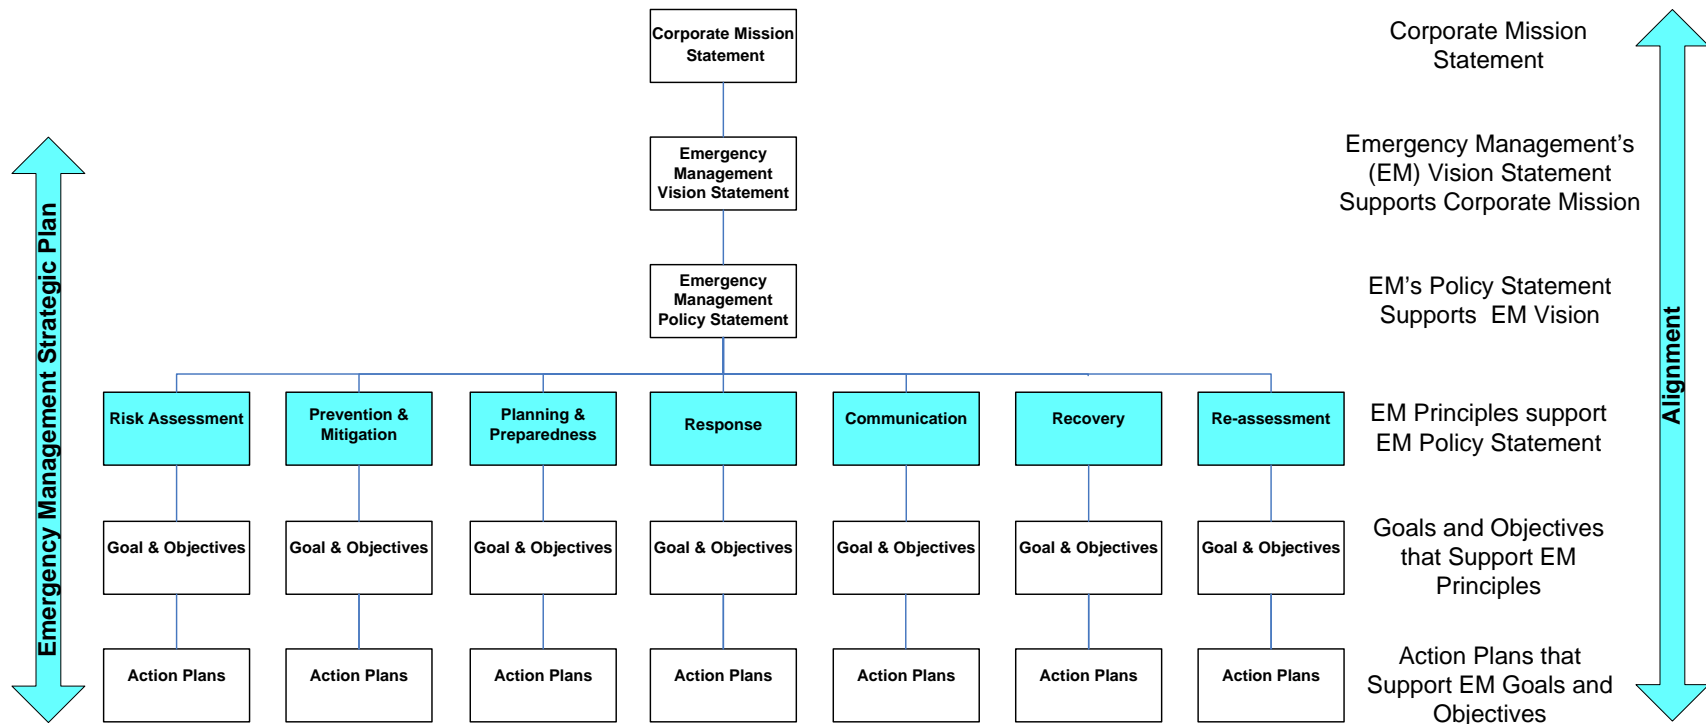 Corporate Mission
Statement
Corporate Mission
Statement
Emergency
Management
Vision Statement
Emergency Management’s
(EM) Vision Statement
Supports Corporate Mission
Emergency
Management
Policy Statement
EM’s Policy Statement
Supports  EM Vision
Emergency Management Strategic Plan
Alignment
Risk Assessment
Prevention &
Mitigation
Planning &
Preparedness
Response
Communication
Recovery
Re-assessment
EM Principles support
EM Policy Statement
Goal & Objectives
Goal & Objectives
Goal & Objectives
Goal & Objectives
Goal & Objectives
Goal & Objectives
Goal & Objectives
Goals and Objectives
that Support EM
Principles
Action Plans
Action Plans
Action Plans
Action Plans
Action Plans
Action Plans
Action Plans
Action Plans that
Support EM Goals and
Objectives